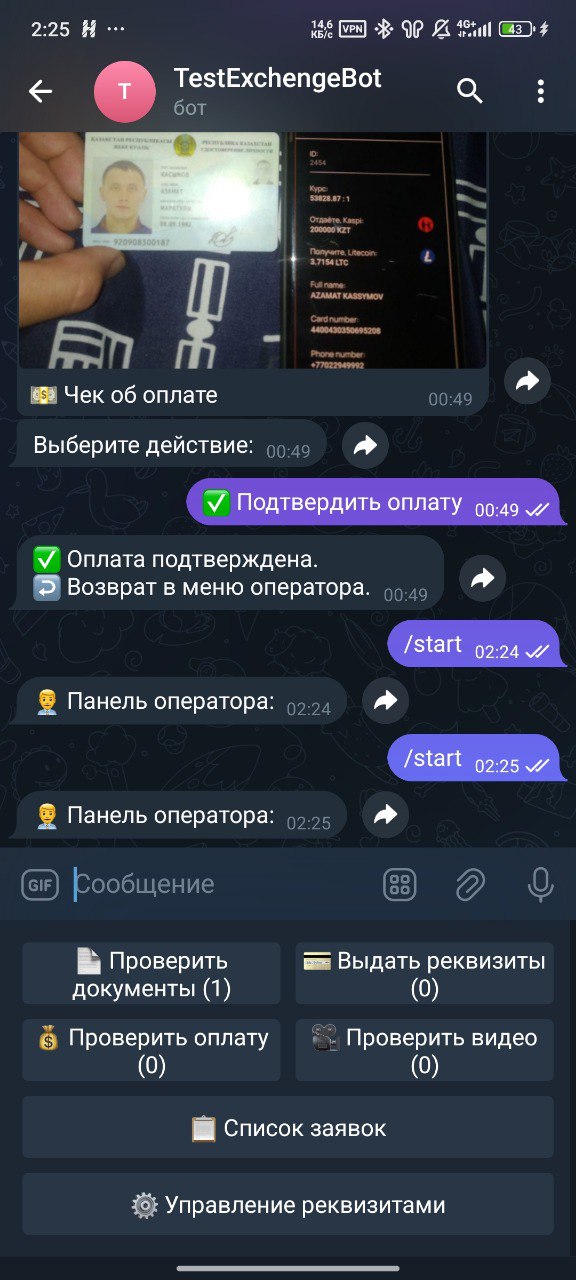 2:25
14,6
КБ/с
VPN
4G+
43
T
TestExchengeBot
бот
ҚАЗАҚСТАН РЕСПУБЛИКАСЫ
ЖЕКЕ КУӘЛІК
РЕСПУБЛИКА КАЗАХСТАН
УДОСТОВЕРЕНИЕ ЛИЧНОСТИ
КАСЫМОВ
АЗАМАТ
МАРАТУЛЫ
08.09.1992
920908300187
ID:
2454
Курс:
53828.87 : 1
Отдаёте, Kaspi:
200000 KZT
Получите, Litecoin:
3.7154 LTC
Full name:
AZAMAT KASSYMOV
Card number:
4400430350695208
Phone number:
+77022949992
💵 Чек об оплате
00:49
Выберите действие:
00:49
✅ Подтвердить оплату
00:49
✅ Оплата подтверждена.
↩️ Возврат в меню оператора.
00:49
/start
02:24
👨‍💼 Панель оператора:
02:24
/start
02:25
👨‍💼 Панель оператора:
02:25
GIF
Сообщение
📄 Проверить
документы (1)
💳 Выдать реквизиты
(0)
💰 Проверить оплату
(0)
🎥 Проверить видео
(0)
📋 Список заявок
⚙️ Управление реквизитами